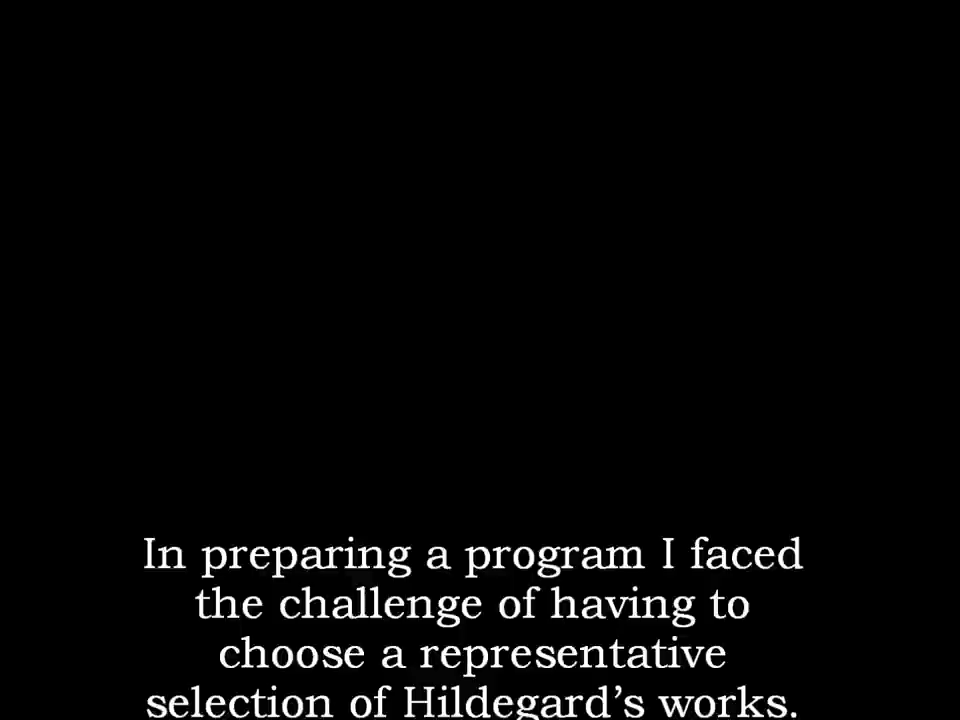 In preparing a program I faced
the challenge of having to
choose a representative
selection of Hildegard’s works.